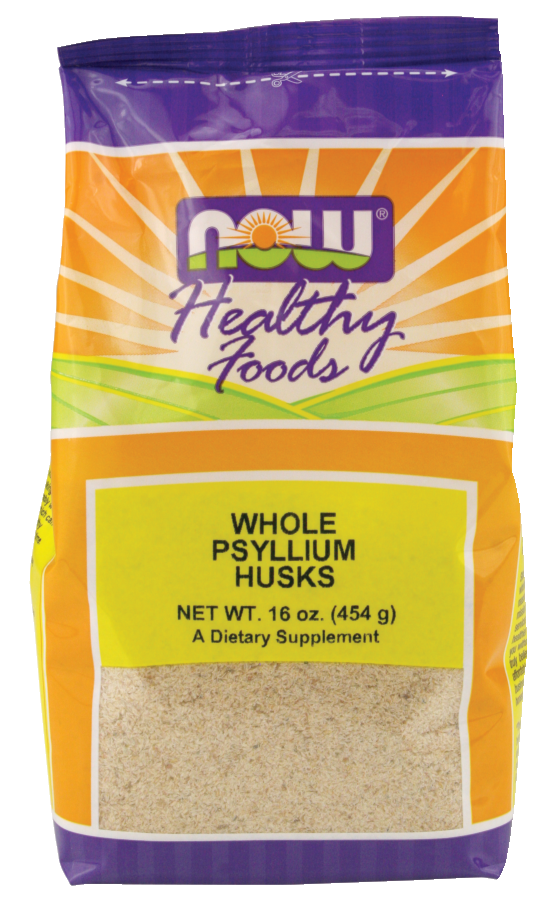 NOW®
Healthy
Foods
WHOLE
PSYLLIUM
HUSKS
NET WT. 16 oz. (454 g)
A Dietary Supplement